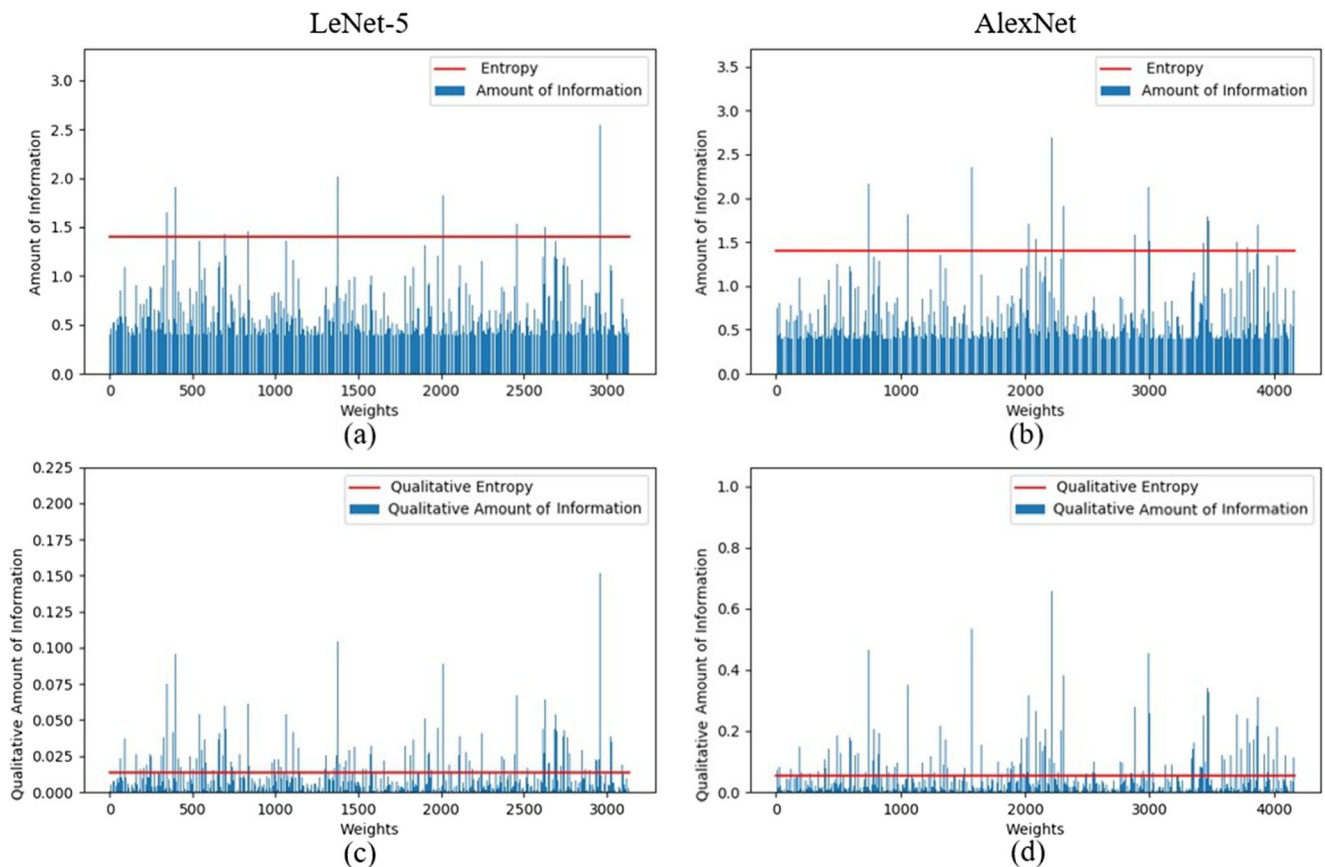 LeNet-5
AlexNet
Entropy
Amount of Information
3.0
2.5
2.0
1.5
1.0
0.5
0.0
Amount of Information
0
500
1000
1500
2000
2500
3000
Weights
(a)
Entropy
Amount of Information
3.5
3.0
2.5
2.0
1.5
1.0
0.5
0.0
Amount of Information
0
1000
2000
3000
4000
Weights
(b)
Qualitative Entropy
Qualitative Amount of Information
0.225
0.200
0.175
0.150
0.125
0.100
0.075
0.050
0.025
0.000
Qualitative Amount of Information
0
500
1000
1500
2000
2500
3000
Weights
(c)
Qualitative Entropy
Qualitative Amount of Information
1.0
0.8
0.6
0.4
0.2
0.0
Qualitative Amount of Information
0
1000
2000
3000
4000
Weights
(d)